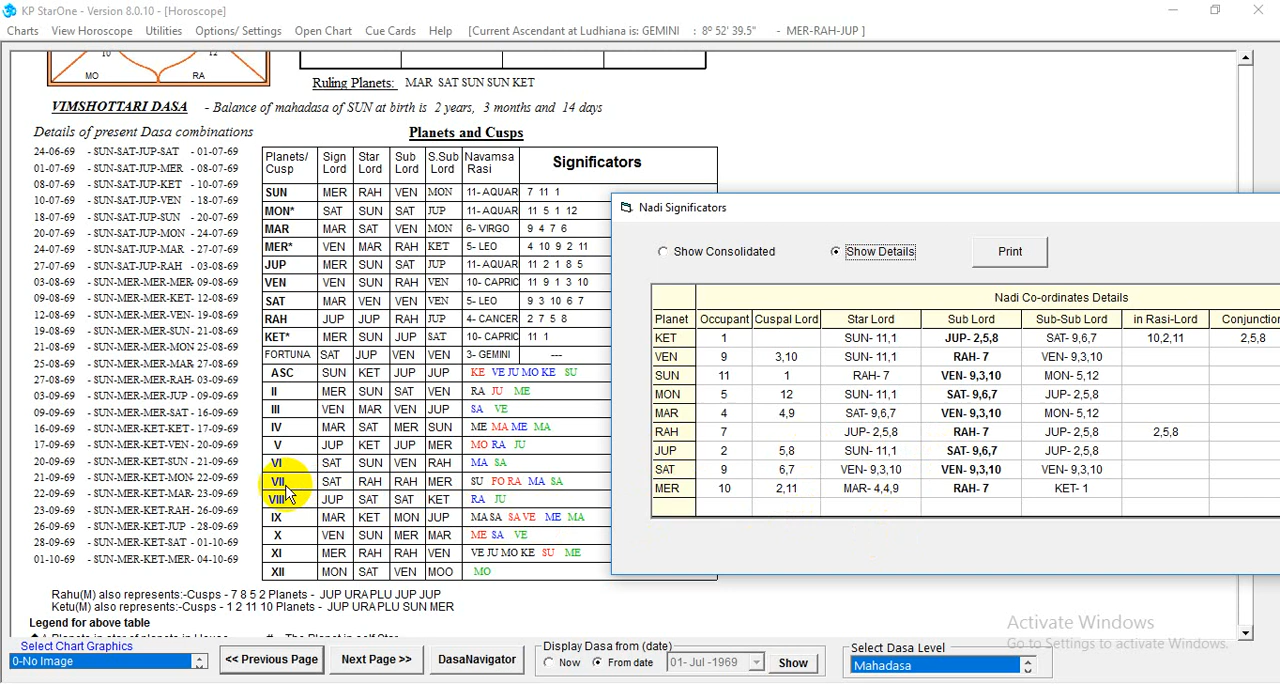 KP StarOne - Version 8.0.10 - [Horoscope]
Charts View Horoscope Utilities Options/ Settings Open Chart Cue Cards Help [Current Ascendant at Ludhiana is: GEMINI : 8º 52' 39.5" - MER-RAH-JUP ]
10 12
MO RA
Ruling Planets: MAR SAT SUN SUN KET
VIMSHOTTARI DASA - Balance of mahadasa of SUN at birth is 2 years, 3 months and 14 days
Details of present Dasa combinations
Planets and Cusps
24-06-69 - SUN-SAT-JUP-SAT - 01-07-69
01-07-69 - SUN-SAT-JUP-MER - 08-07-69
08-07-69 - SUN-SAT-JUP-KET - 10-07-69
10-07-69 - SUN-SAT-JUP-VEN - 18-07-69
18-07-69 - SUN-SAT-JUP-SUN - 20-07-69
20-07-69 - SUN-SAT-JUP-MON - 24-07-69
24-07-69 - SUN-SAT-JUP-MAR - 27-07-69
27-07-69 - SUN-SAT-JUP-RAH - 03-08-69
03-08-69 - SUN-MER-MER-MER- 09-08-69
09-08-69 - SUN-MER-MER-KET- 12-08-69
12-08-69 - SUN-MER-MER-VEN- 19-08-69
19-08-69 - SUN-MER-MER-SUN- 21-08-69
21-08-69 - SUN-MER-MER-MON 25-08-69
25-08-69 - SUN-MER-MER-MAR- 27-08-69
27-08-69 - SUN-MER-MER-RAH- 03-09-69
03-09-69 - SUN-MER-MER-JUP - 09-09-69
09-09-69 - SUN-MER-MER-SAT - 16-09-69
16-09-69 - SUN-MER-KET-KET - 17-09-69
17-09-69 - SUN-MER-KET-VEN - 20-09-69
20-09-69 - SUN-MER-KET-SUN - 21-09-69
21-09-69 - SUN-MER-KET-MON- 22-09-69
22-09-69 - SUN-MER-KET-MAR- 23-09-69
23-09-69 - SUN-MER-KET-RAH- 26-09-69
26-09-69 - SUN-MER-KET-JUP - 28-09-69
28-09-69 - SUN-MER-KET-SAT - 01-10-69
01-10-69 - SUN-MER-KET-MER- 04-10-69
Planets/ Cusp Sign Lord Star Lord Sub Lord S.Sub Lord Navamsa Rasi Significators
SUN MER RAH VEN MON 11- AQUAR 7 11 1
MON* SAT SUN SAT JUP 11- AQUAR 11 5 1 12
MAR MAR SAT VEN MON 6- VIRGO 9 4 7 6
MER* VEN MAR RAH KET 5- LEO 4 10 9 2 11
JUP MER SUN SAT JUP 11- AQUAR 11 2 1 8 5
VEN VEN SUN RAH VEN 10- CAPRIC 11 9 1 3 10
SAT MAR VEN VEN VEN 5- LEO 9 3 10 6 7
RAH JUP JUP RAH JUP 4- CANCER 2 7 5 8
KET* MER SUN JUP SAT 10- CAPRIC 11 1
FORTUNA SAT JUP VEN VEN 3- GEMINI ---
ASC SUN KET JUP JUP KE VE JU MO KE SU
II MER SUN SAT VEN RA JU ME
III VEN MAR VEN JUP SA VE
IV MAR SAT MER SUN ME MA ME MA
V JUP KET JUP MER MO RA JU
VI SAT SUN VEN RAH MA SA
VII SAT RAH RAH MER SU FO RA MA SA
VIII JUP SAT SAT KET RA JU
IX MAR KET MON JUP MA SA SA VE ME MA
X VEN SUN MER MAR ME SA VE
XI MER RAH RAH VEN VE JU MO KE SU ME
XII MON SAT VEN MOO MO
Rahu(M) also represents:-Cusps - 7 8 5 2 Planets - JUP URA PLU JUP JUP
Ketu(M) also represents:-Cusps - 1 2 11 10 Planets - JUP URA PLU SUN MER
Legend for above table
Nadi Significators
Show Consolidated Show Details Print
Nadi Co-ordinates Details
Planet Occupant Cuspal Lord Star Lord Sub Lord Sub-Sub Lord in Rasi-Lord Conjunction
KET 1 SUN- 11,1 JUP- 2,5,8 SAT- 9,6,7 10,2,11 2,5,8
VEN 9 3,10 SUN- 11,1 RAH- 7 VEN- 9,3,10
SUN 11 1 RAH- 7 VEN- 9,3,10 MON- 5,12
MON 5 12 SUN- 11,1 SAT- 9,6,7 JUP- 2,5,8
MAR 4 4,9 SAT- 9,6,7 VEN- 9,3,10 MON- 5,12
RAH 7 JUP- 2,5,8 RAH- 7 JUP- 2,5,8 2,5,8
JUP 2 5,8 SUN- 11,1 SAT- 9,6,7 JUP- 2,5,8
SAT 9 6,7 VEN- 9,3,10 VEN- 9,3,10 VEN- 9,3,10
MER 10 2,11 MAR- 4,4,9 RAH- 7 KET- 1
Activate Windows
Go to Settings to activate Windows.
Select Chart Graphics
0-No Image
<< Previous Page Next Page >> DasaNavigator
Display Dasa from (date)
Now From date 01- Jul -1969 Show
Select Dasa Level
Mahadasa